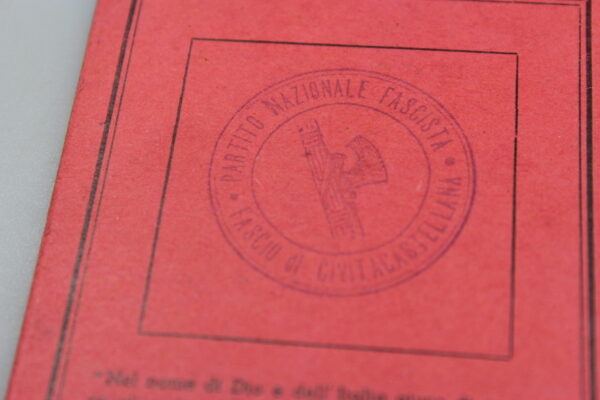 PARTITO NAZIONALE FASCISTA
FASCIO di CIVITACASTELLANA
"Nel nome di Dio e dell'Italia